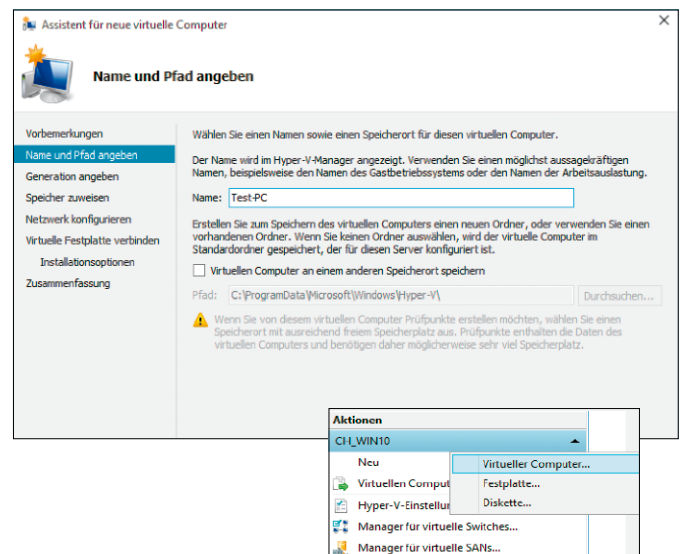 Assistent für neue virtuelle Computer
Name und Pfad angeben
Vorbemerkungen
Name und Pfad angeben
Generation angeben
Speicher zuweisen
Netzwerk konfigurieren
Virtuelle Festplatte verbinden
Installationsoptionen
Zusammenfassung
Wählen Sie einen Namen sowie einen Speicherort für diesen virtuellen Computer.
Der Name wird im Hyper-V-Manager angezeigt. Verwenden Sie einen möglichst aussagekräftigen
Namen, beispielsweise den Namen des Gastbetriebssystems oder den Namen der Arbeitsauslastung.
Name: Test-PC
Erstellen Sie zum Speichern des virtuellen Computers einen neuen Ordner, oder verwenden Sie einen
vorhandenen Ordner. Wenn Sie keinen Ordner auswählen, wird der virtuelle Computer im
Standardordner gespeichert, der für diesen Server konfiguriert ist.
Virtuellen Computer an einem anderen Speicherort speichern
Pfad: C:\ProgramData\Microsoft\Windows\Hyper-V\
Durchsuchen...
Wenn Sie von diesem virtuellen Computer Prüfpunkte erstellen möchten, wählen Sie einen
Speicherort mit ausreichend freiem Speicherplatz aus. Prüfpunkte enthalten die Daten des
virtuellen Computers und benötigen daher möglicherweise sehr viel Speicherplatz.
Aktionen
CH_WIN10
Neu
Virtuellen Comput
Hyper-V-Einstellur
Manager für virtuelle Switches...
Manager für virtuelle SANs...
Virtueller Computer...
Festplatte...
Diskette...